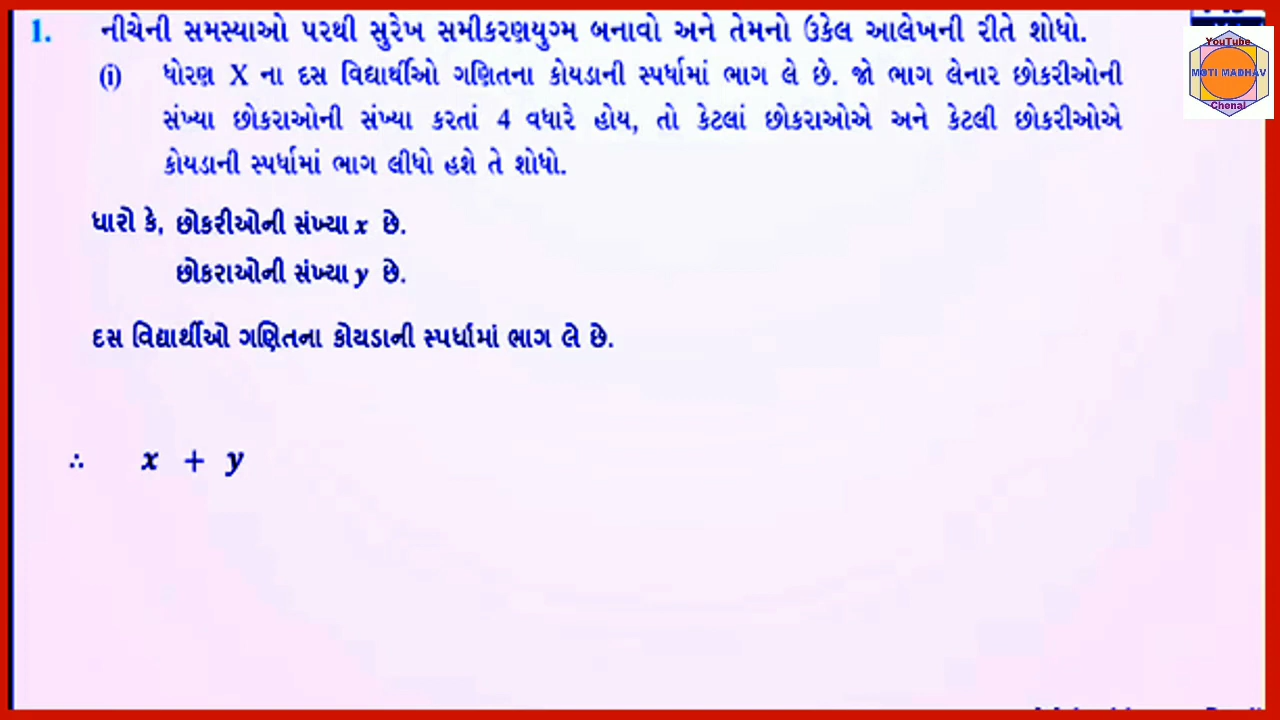 1. નીચેની સમસ્યાઓ પરથી સુરેખ સમીકરણયુગ્મ બનાવો અને તેમનો ઉકેલ આલેખની રીતે શોધો.
YouTube
MOTI MADHAV
Chenal
(i) ધોરણ X ના દસ વિદ્યાર્થીઓ ગણિતના કોયડાની સ્પર્ધામાં ભાગ લે છે. જો ભાગ લેનાર છોકરીઓની
સંખ્યા છોકરાઓની સંખ્યા કરતાં 4 વધારે હોય, તો કેટલાં છોકરાઓએ અને કેટલી છોકરીઓએ
કોયડાની સ્પર્ધામાં ભાગ લીધો હશે તે શોધો.
ધારો કે, છોકરીઓની સંખ્યા x છે.
છોકરાઓની સંખ્યા y છે.
દસ વિદ્યાર્થીઓ ગણિતના કોયડાની સ્પર્ધામાં ભાગ લે છે.
∴ x + y